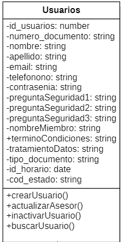 Usuarios
-id_usuarios: number
-numero_documento: string
-nombre: string
-apellido: string
-email: string
-telefonono: string
-contrasenia: string
-preguntaSeguridad1: string
-preguntaSeguridad2: string
-preguntaSeguridad3: string
-nombreMiembro: string
+terminoCondiciones: string
-tratamientoDatos: string
-tipo_documento: string
-id_horario: date
-cod_estado: string
+crearUsuario()
+actualizarAsesor()
+inactivarUsuario()
+buscarUsuario()